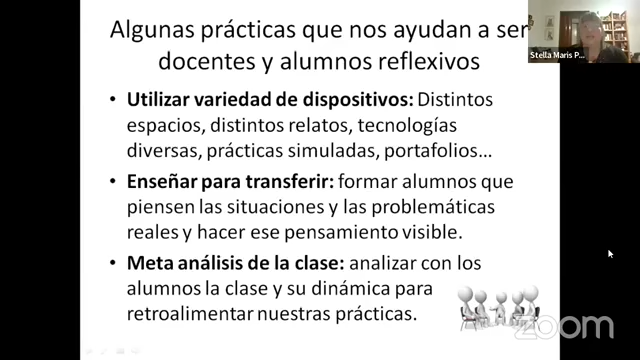 Algunas prácticas que nos ayudan a ser
docentes y alumnos reflexivos
Stella Maris P...
• Utilizar variedad de dispositivos: Distintos
espacios, distintos relatos, tecnologías
diversas, prácticas simuladas, portafolios...
• Enseñar para transferir: formar alumnos que
piensen las situaciones y las problemáticas
reales y hacer ese pensamiento visible.
• Meta análisis de la clase: analizar con los
alumnos la clase y su dinámica para
retroalimentar nuestras prácticas.
zoom